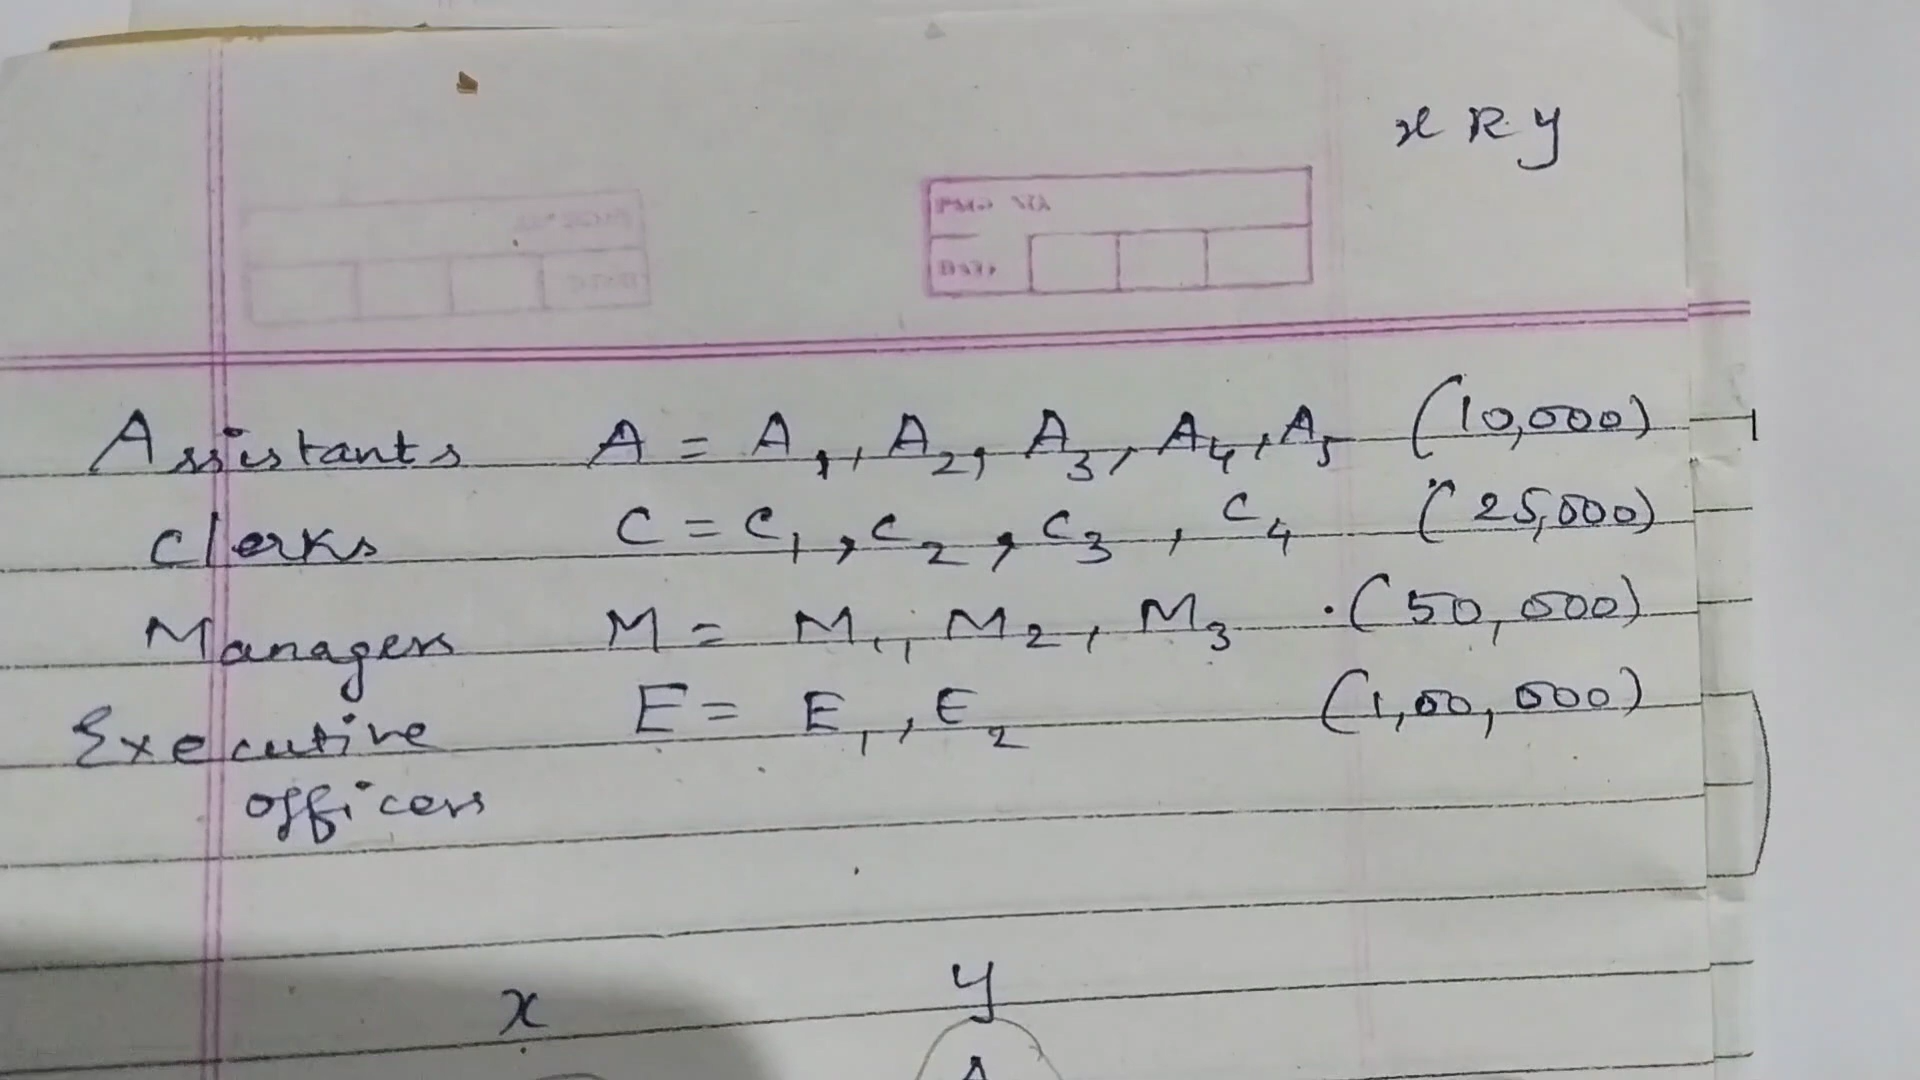 x R y
Assistants A = A1, A2, A3, A4, A5 (10,000)
Clerks C = C1, C2, C3, C4 (25,000)
Managers M = M1, M2, M3 (50,000)
Executive E = E1, E2 (1,00,000)
officers
x y
A